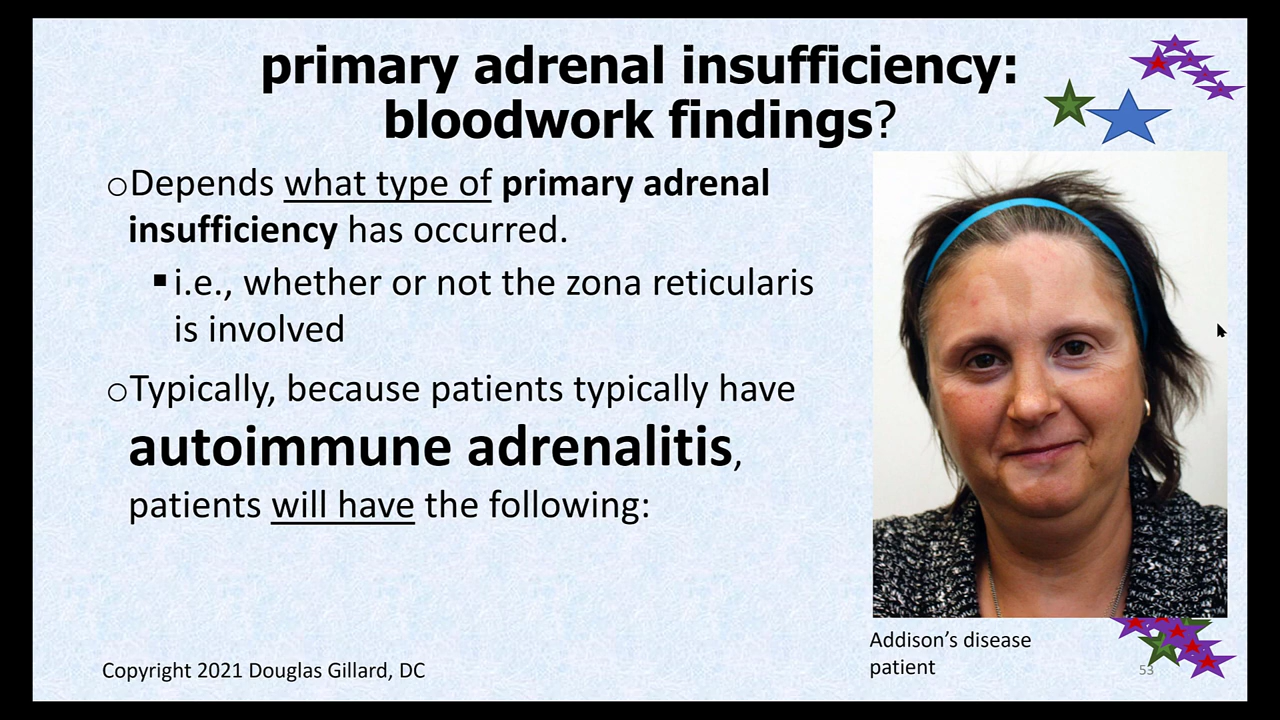 primary adrenal insufficiency:
bloodwork findings?
oDepends what type of primary adrenal
insufficiency has occurred.
▪i.e., whether or not the zona reticularis
is involved
oTypically, because patients typically have
autoimmune adrenalitis,
patients will have the following:
Addison’s disease
patient
Copyright 2021 Douglas Gillard, DC
53